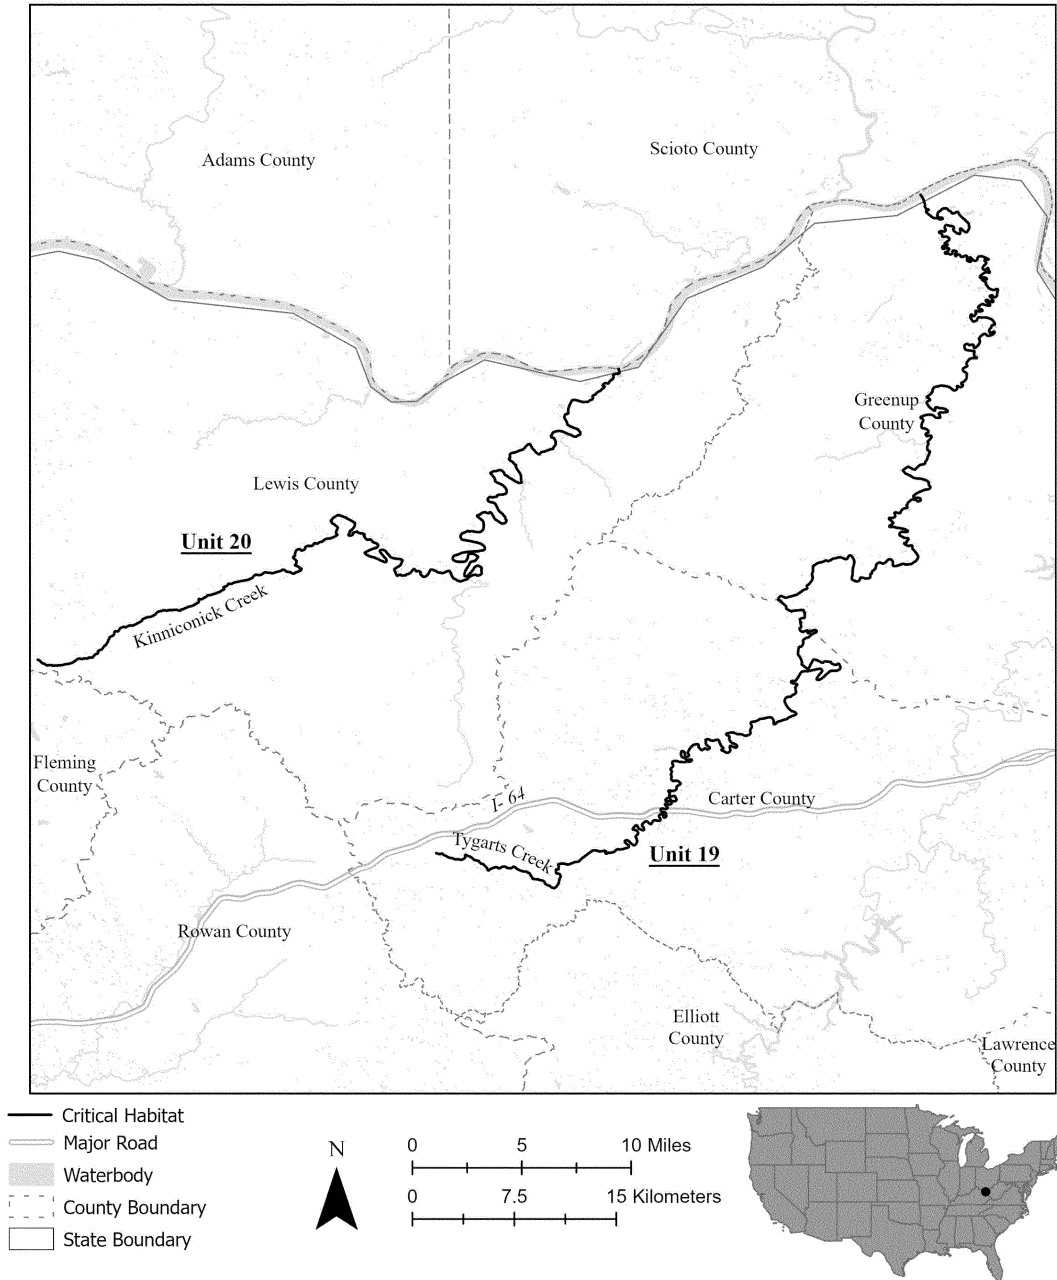 Adams County
Scioto County
Greenup
County
Lewis County
Unit 20
Kinniconick Creek
Fleming
County
I- 64
Carter County
Tygarts Creek
Unit 19
Rowan County
Elliott
County
Lawrence
County
Critical Habitat
Major Road
Waterbody
County Boundary
State Boundary
N
0 5 10 Miles
0 7.5 15 Kilometers